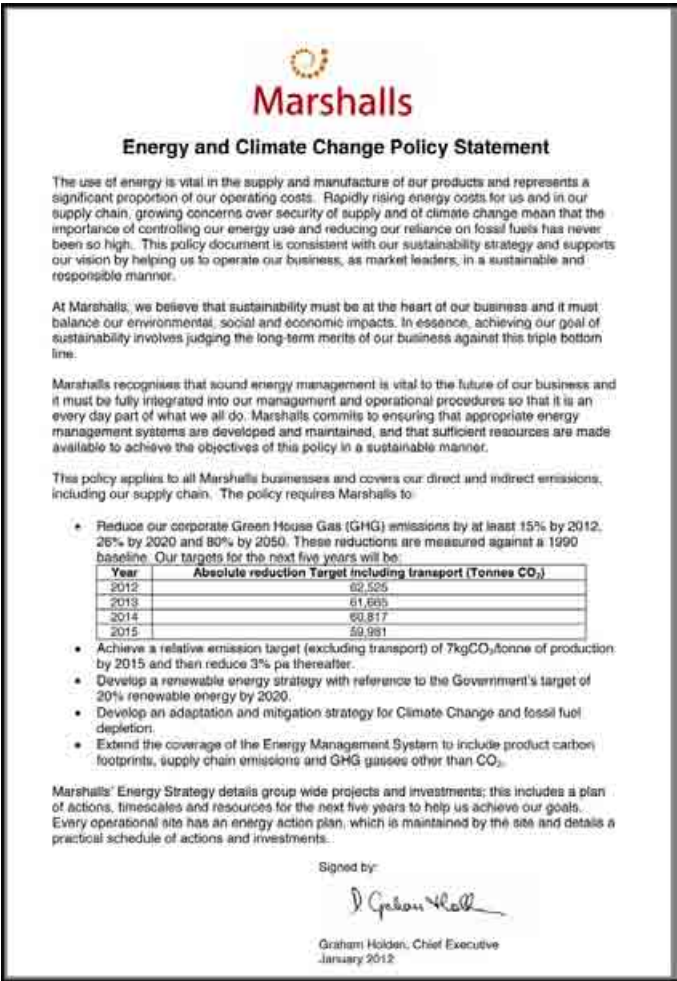 Marshalls
Energy and Climate Change Policy Statement
The use of energy is vital in the supply and manufacture of our products and represents a
significant proportion of our operating costs. Rapidly rising energy costs for us and in our
supply chain, growing concerns over security of supply and of climate change mean that the
importance of controlling our energy use and reducing our reliance on fossil fuels has never
been so high. This policy document is consistent with our sustainability strategy and supports
our vision by helping us to operate our business, as market leaders, in a sustainable and
responsible manner.
At Marshalls, we believe that sustainability must be at the heart of our business and it must
balance our environmental, social and economic impacts. In essence, achieving our goal of
sustainability involves judging the long-term merits of our business against this triple bottom
line.
Marshalls recognises that sound energy management is vital to the future of our business and
it must be fully integrated into our management and operational procedures so that it is an
every day part of what we all do. Marshalls commits to ensuring that appropriate energy
management systems are developed and maintained, and that sufficient resources are made
available to achieve the objectives of this policy in a sustainable manner.
This policy applies to all Marshalls businesses and covers our direct and indirect emissions,
including our supply chain. The policy requires Marshalls to:
• Reduce our corporate Green House Gas (GHG) emissions by at least 15% by 2012,
26% by 2020 and 80% by 2050. These reductions are measured against a 1990
baseline. Our targets for the next five years will be:
Year Absolute reduction Target including transport (Tonnes CO₂)
2012 62,525
2013 61,665
2014 60,817
2015 59,981
• Achieve a relative emission target (excluding transport) of 7kgCO₂/tonne of production
by 2015 and then reduce 3% pa thereafter.
• Develop a renewable energy strategy with reference to the Government's target of
20% renewable energy by 2020.
• Develop an adaptation and mitigation strategy for Climate Change and fossil fuel
depletion.
• Extend the coverage of the Energy Management System to include product carbon
footprints, supply chain emissions and GHG gasses other than CO₂.
Marshalls' Energy Strategy details group wide projects and investments; this includes a plan
of actions, timescales and resources for the next five years to help us achieve our goals.
Every operational site has an energy action plan, which is maintained by the site and details a
practical schedule of actions and investments.
Signed by:
D. Graham Holden
Graham Holden, Chief Executive
January 2012